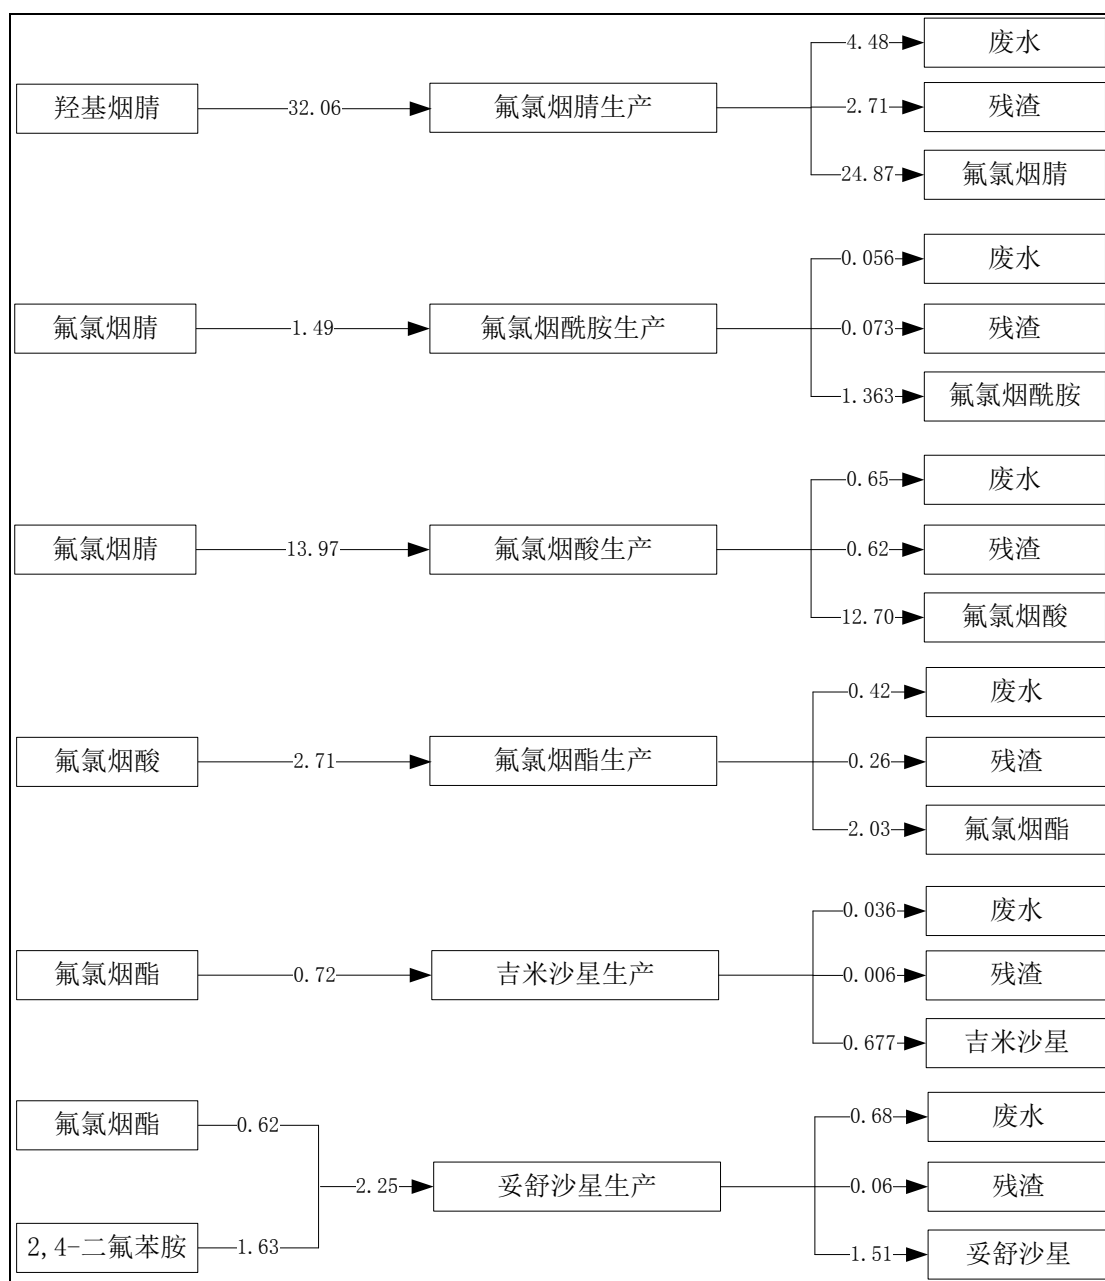 4.48
废水
羟基烟腈
32.06
氟氯烟腈生产
2.71
残渣
24.87
氟氯烟腈
0.056
废水
氟氯烟腈
1.49
氟氯烟酰胺生产
0.073
残渣
1.363
氟氯烟酰胺
0.65
废水
氟氯烟腈
13.97
氟氯烟酸生产
0.62
残渣
12.70
氟氯烟酸
0.42
废水
氟氯烟酸
2.71
氟氯烟酯生产
0.26
残渣
2.03
氟氯烟酯
0.036
废水
氟氯烟酯
0.72
吉米沙星生产
0.006
残渣
0.677
吉米沙星
氟氯烟酯
0.62
0.68
废水
2.25
妥舒沙星生产
0.06
残渣
2,4-二氟苯胺
1.63
1.51
妥舒沙星